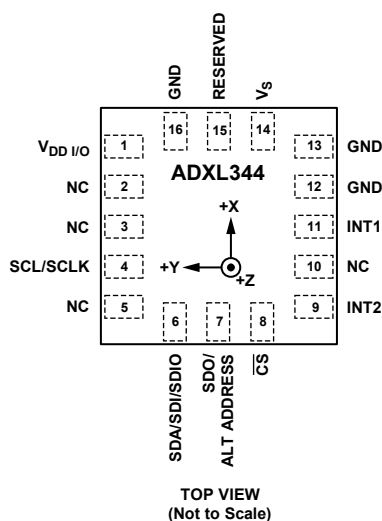 GND
RESERVED
VS
16
15
14
VDD I/O
1
13
GND
ADXL344
NC
2
12
GND
+X
NC
3
11
INT1
SCL/SCLK
4
+Y
+Z
10
NC
NC
5
9
INT2
6
7
8
SDA/SDI/SDIO
SDO/
ALT ADDRESS
CS
TOP VIEW
(Not to Scale)